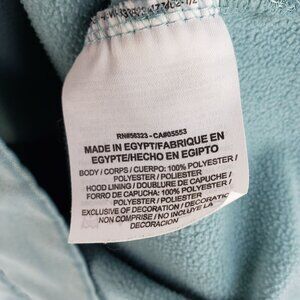 RN#56323 - CA#05553
MADE IN EGYPT/FABRIQUE EN
EGYPTE/HECHO EN EGIPTO
BODY / CORPS / CUERPO: 100% POLYESTER /
POLYESTER / POLIESTER
HOOD LINING / DOUBLURE DE CAPUCHE /
FORRO DE CAPUCHA: 100% POLYESTER /
POLYESTER / POLIESTER
EXCLUSIVE OF DECORATION / DECORATION
NON COMPRISE / NO INCLUYE LA
DECORACION